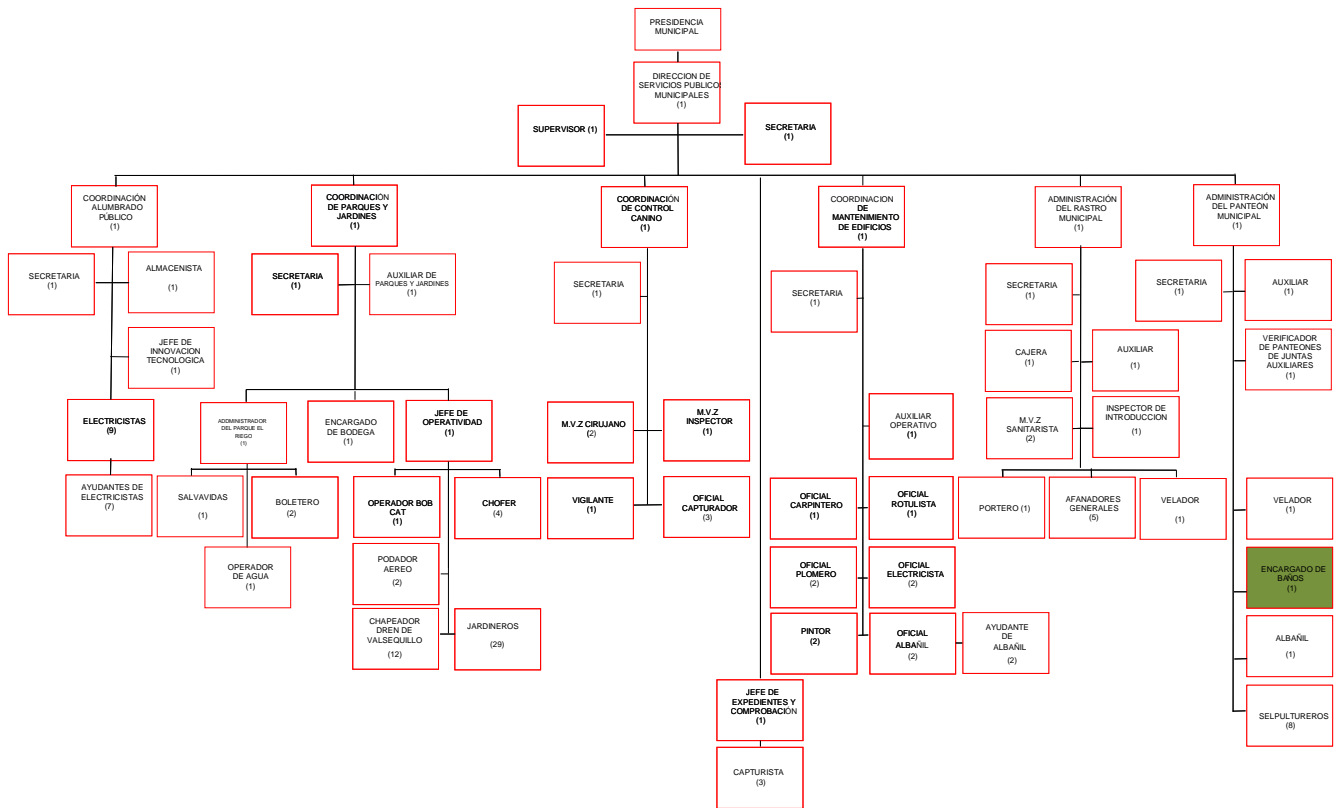 PRESIDENCIA
MUNICIPAL
DIRECCION DE
SERVICIOS PUBLICOS
MUNICIPALES
(1)
SUPERVISOR (1)
SECRETARIA
(1)
COORDINACIÓN
ALUMBRADO
PÚBLICO
(1)
SECRETARIA
(1)
ALMACENISTA
(1)
JEFE DE
INNOVACION
TECNOLOGICA
(1)
ELECTRICISTAS
(9)
AYUDANTES DE
ELECTRICISTAS
(7)
COORDINACIÓN
DE PARQUES Y
JARDINES
(1)
SECRETARIA
(1)
AUXILIAR DE
PARQUES Y JARDINES
(1)
ADDMINISTRADOR
DEL PARQUE EL
RIEGO
(1)
SALVAVIDAS
(1)
BOLETERO
(2)
OPERADOR
DE AGUA
(1)
ENCARGADO
DE BODEGA
(1)
JEFE DE
OPERATIVIDAD
(1)
OPERADOR BOB
CAT
(1)
CHOFER
(4)
PODADOR
AEREO
(2)
CHAPEADOR
DREN DE
VALSEQUILLO
(12)
JARDINEROS
(29)
COORDINACIÓN
DE CONTROL
CANINO
(1)
SECRETARIA
(1)
M.V.Z CIRUJANO
(2)
M.V.Z
INSPECTOR
(1)
VIGILANTE
(1)
OFICIAL
CAPTURADOR
(3)
JEFE DE
EXPEDIENTES Y
COMPROBACIÓN
(1)
CAPTURISTA
(3)
COORDINACION
DE
MANTENIMIENTO
DE EDIFICIOS
(1)
SECRETARIA
(1)
AUXILIAR
OPERATIVO
(1)
OFICIAL
CARPINTERO
(1)
OFICIAL
ROTULISTA
(1)
OFICIAL
PLOMERO
(2)
OFICIAL
ELECTRICISTA
(2)
PINTOR
(2)
OFICIAL
ALBAÑIL
(2)
AYUDANTE
DE
ALBAÑIL
(2)
ADMINISTRACIÓN
DEL RASTRO
MUNICIPAL
(1)
SECRETARIA
(1)
CAJERA
(1)
AUXILIAR
(1)
M.V.Z
SANITARISTA
(2)
INSPECTOR DE
INTRODUCCION
(1)
PORTERO (1)
AFANADORES
GENERALES
(5)
VELADOR
(1)
ADMINISTRACIÓN
DEL PANTEÓN
MUNICIPAL
(1)
SECRETARIA
(1)
AUXILIAR
(1)
VERIFICADOR
DE PANTEONES
DE JUNTAS
AUXILIARES
(1)
VELADOR
(1)
ENCARGADO DE
BAÑOS
(1)
ALBAÑIL
(1)
SELPULTUREROS
(8)